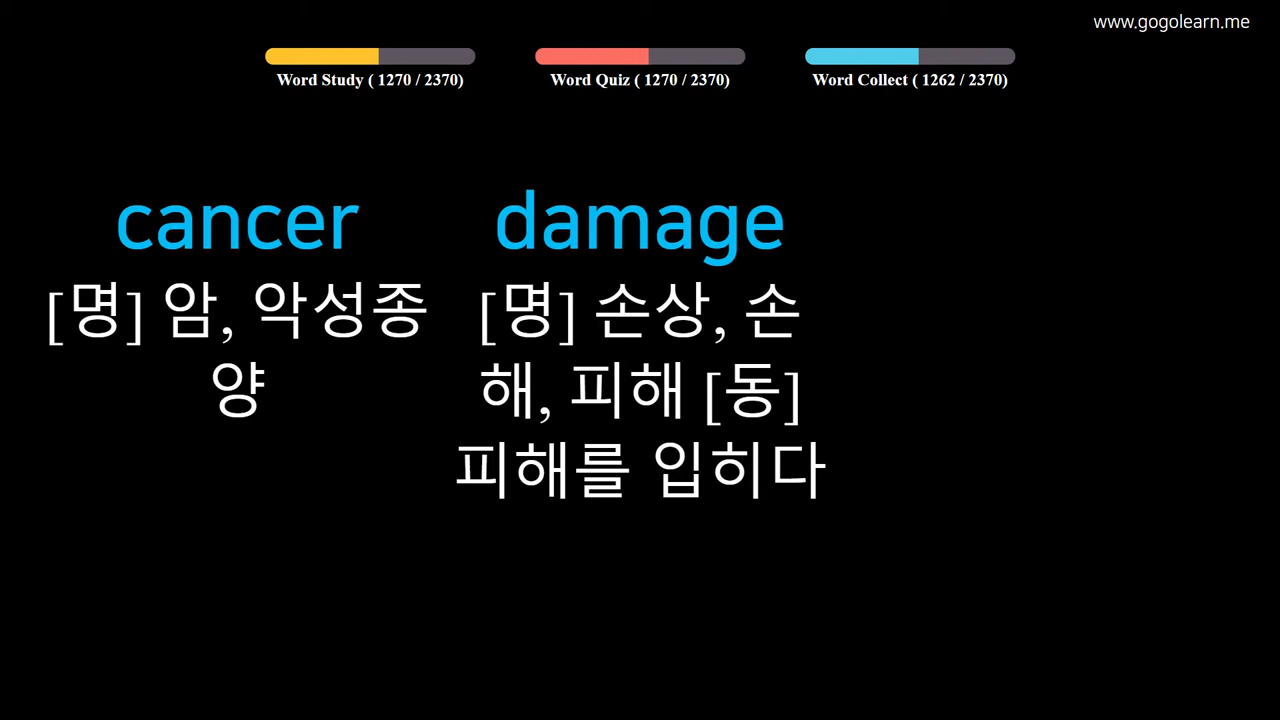 www.gogolearn.me
Word Study ( 1270 / 2370)
Word Quiz ( 1270 / 2370)
Word Collect ( 1262 / 2370)
cancer
[명] 암, 악성종
양
damage
[명] 손상, 손
해, 피해 [동]
피해를 입히다